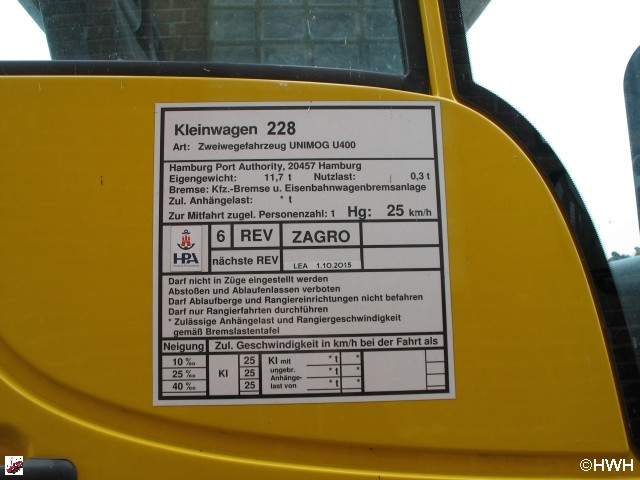 Kleinwagen 228
Art: Zweiwegefahrzeug UNIMOG U400
Hamburg Port Authority, 20457 Hamburg
Eigengewicht: 11,7 t Nutzlast: 0,3 t
Bremse: Kfz.-Bremse u. Eisenbahnwagenbremsanlage
Zul. Anhängelast: * t
Zur Mitfahrt zugel. Personenzahl: 1 Hg: 25 km/h
HPA 6 REV ZAGRO
nächste REV LEA 1.10.2015
Darf nicht in Züge eingestellt werden
Abstoßen und Ablaufenlassen verboten
Darf Ablaufberge und Rangiereinrichtungen nicht befahren
Darf nur Rangierfahrten durchführen
* Zulässige Anhängelast und Rangiergeschwindigkeit
gemäß Bremslastentafel
Neigung Zul. Geschwindigkeit in km/h bei der Fahrt als
10 ‰ KI 25 KI mit * t *
25 ‰ 25 ungebr. * t *
40 ‰ 25 Anhänge- * t *
last von
©HWH